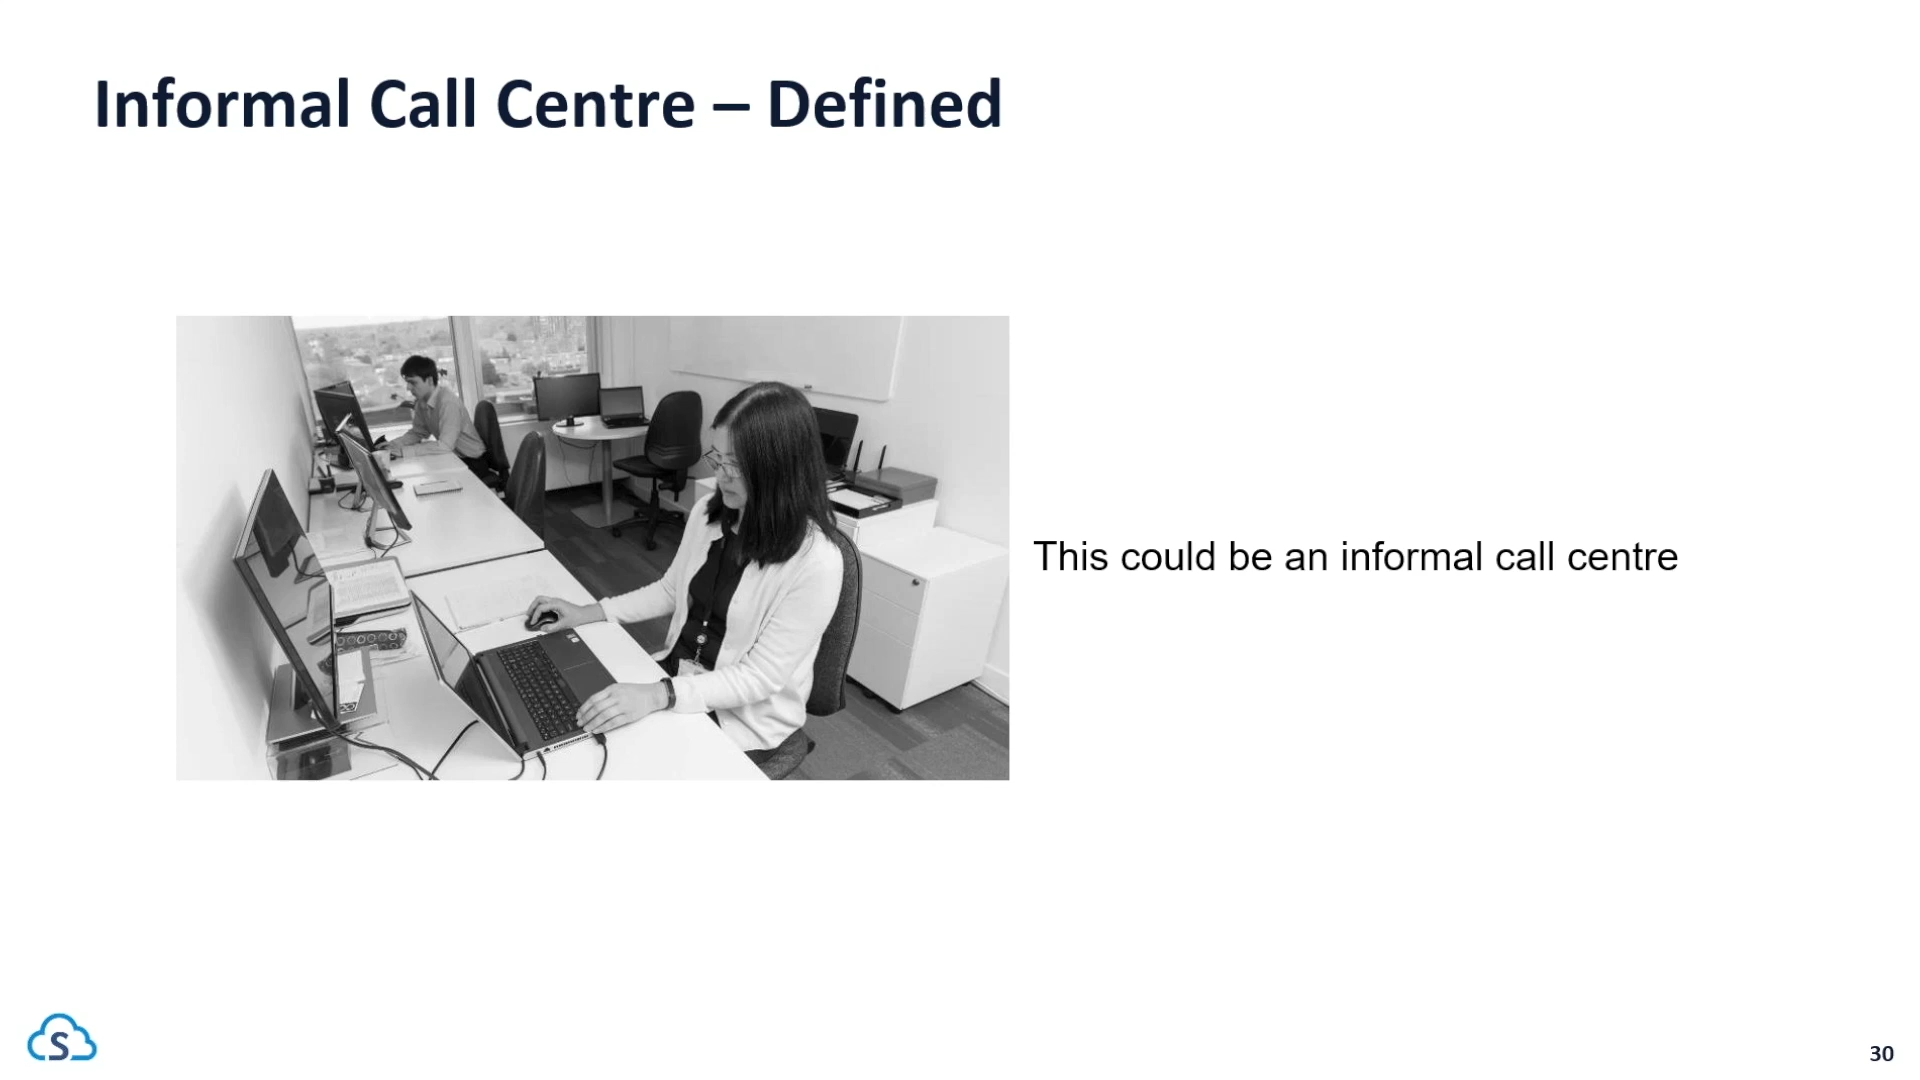 Informal Call Centre – Defined
This could be an informal call centre
S
30